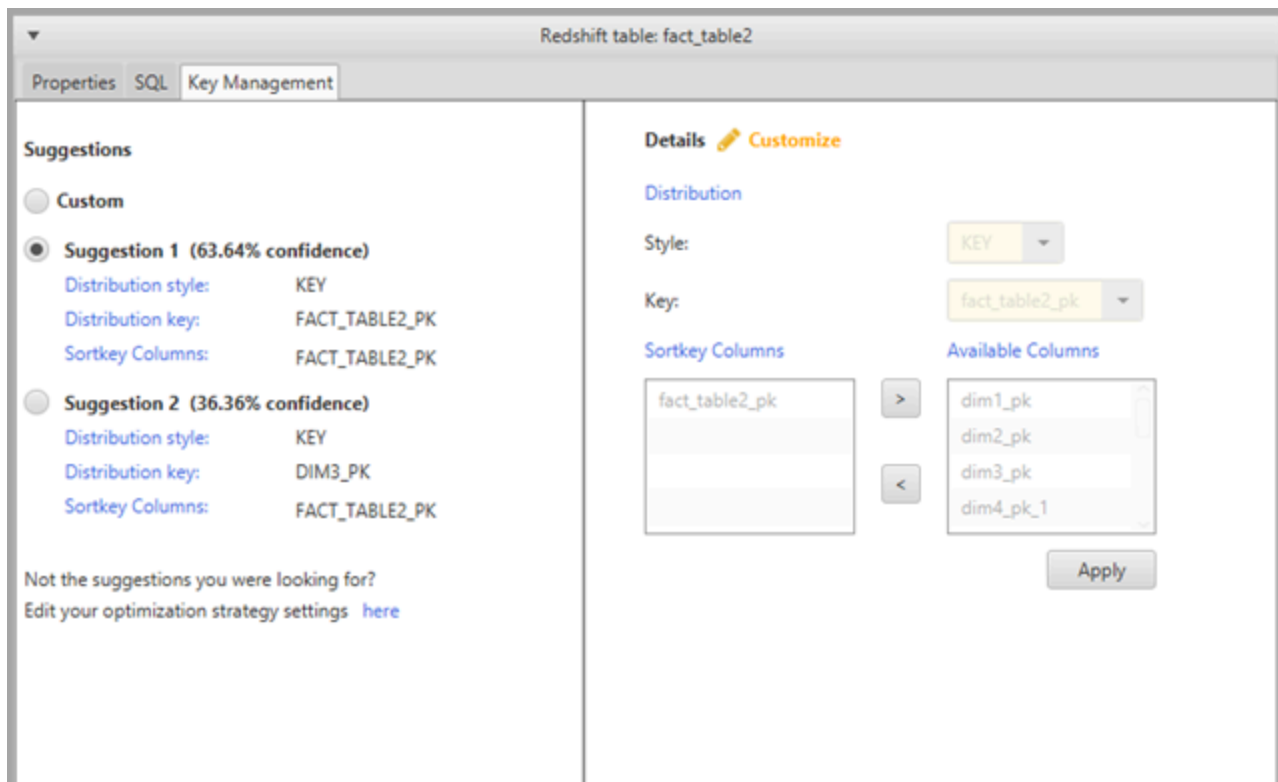 Redshift table: fact_table2
Properties SQL Key Management
Suggestions
Custom
Suggestion 1 (63.64% confidence)
Distribution style: KEY
Distribution key: FACT_TABLE2_PK
Sortkey Columns: FACT_TABLE2_PK
Suggestion 2 (36.36% confidence)
Distribution style: KEY
Distribution key: DIM3_PK
Sortkey Columns: FACT_TABLE2_PK
Not the suggestions you were looking for?
Edit your optimization strategy settings here
Details Customize
Distribution
Style: KEY
Key: fact_table2_pk
Sortkey Columns Available Columns
fact_table2_pk > dim1_pk
dim2_pk
dim3_pk
< dim4_pk_1
Apply